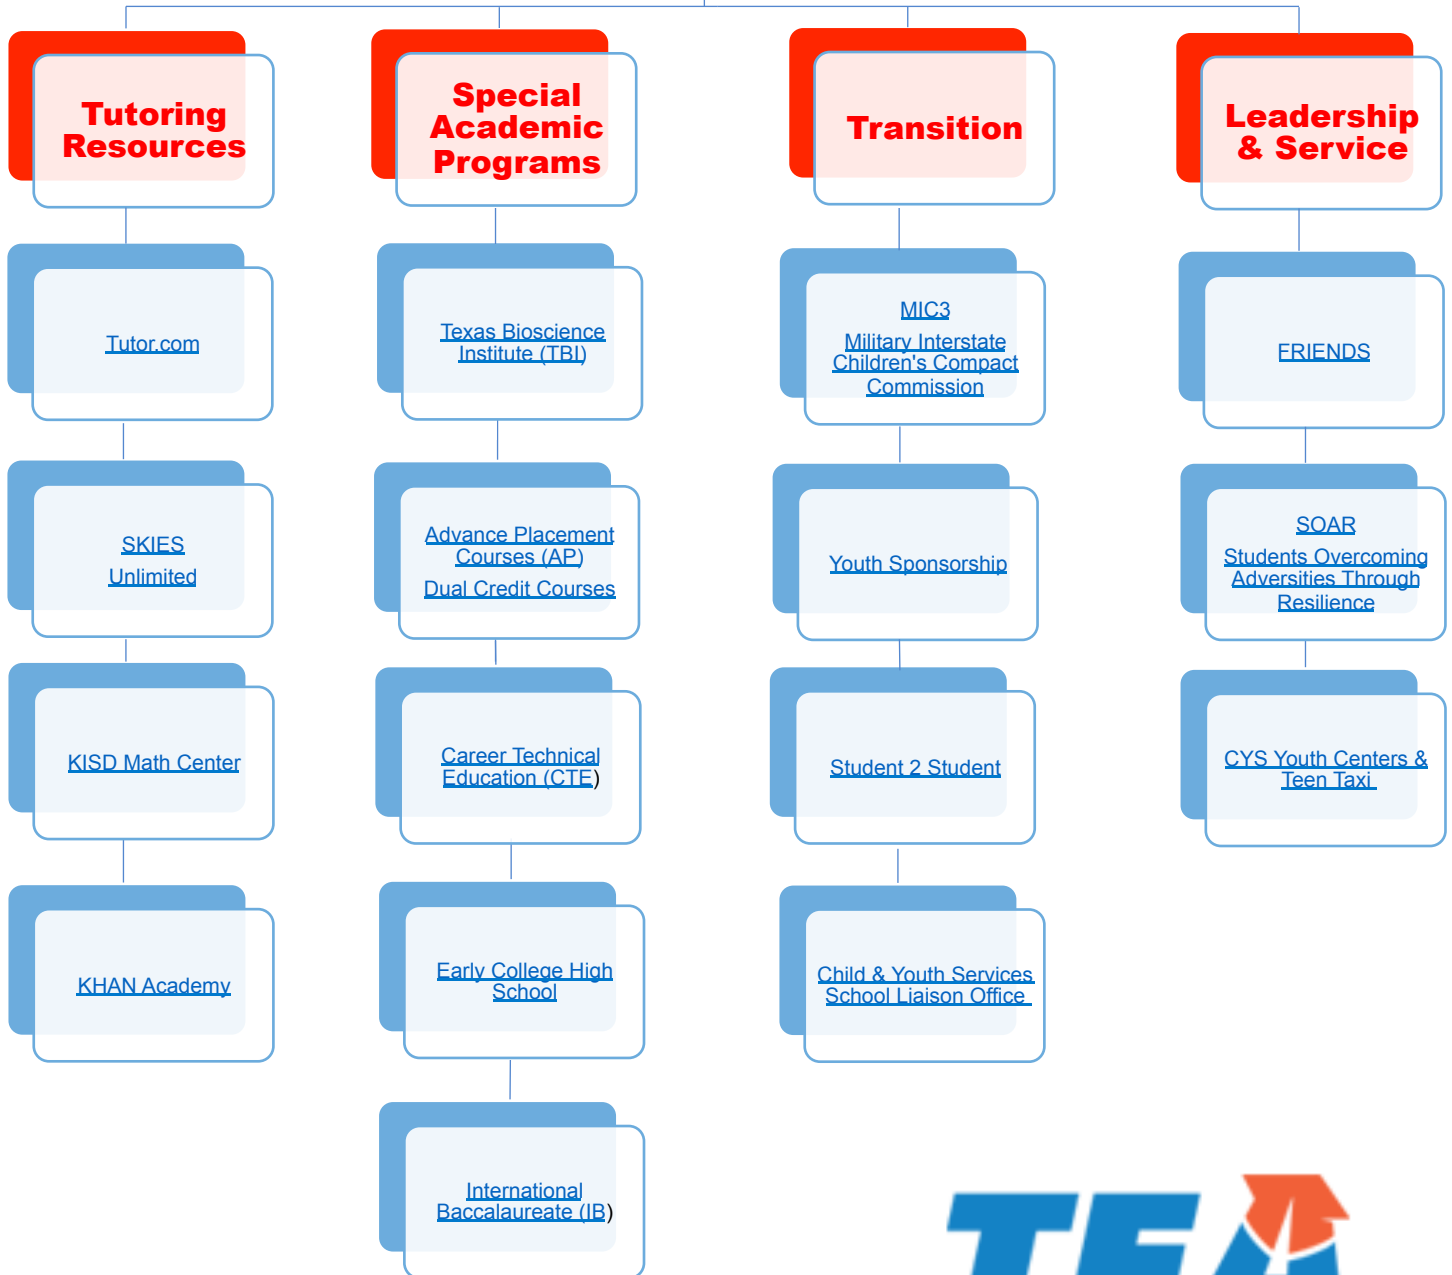 Tutoring
Resources
Tutor.com
SKIES
Unlimited
KISD Math Center
KHAN Academy
Special
Academic
Programs
Texas Bioscience
Institute (TBI)
Advance Placement
Courses (AP)
Dual Credit Courses
Career Technical
Education (CTE)
Early College High
School
International
Baccalaureate (IB)
Transition
MIC3
Military Interstate
Children's Compact
Commission
Youth Sponsorship
Student 2 Student
Child & Youth Services
School Liaison Office
Leadership
& Service
FRIENDS
SOAR
Students Overcoming
Adversities Through
Resilience
CYS Youth Centers &
Teen Taxi
TEA